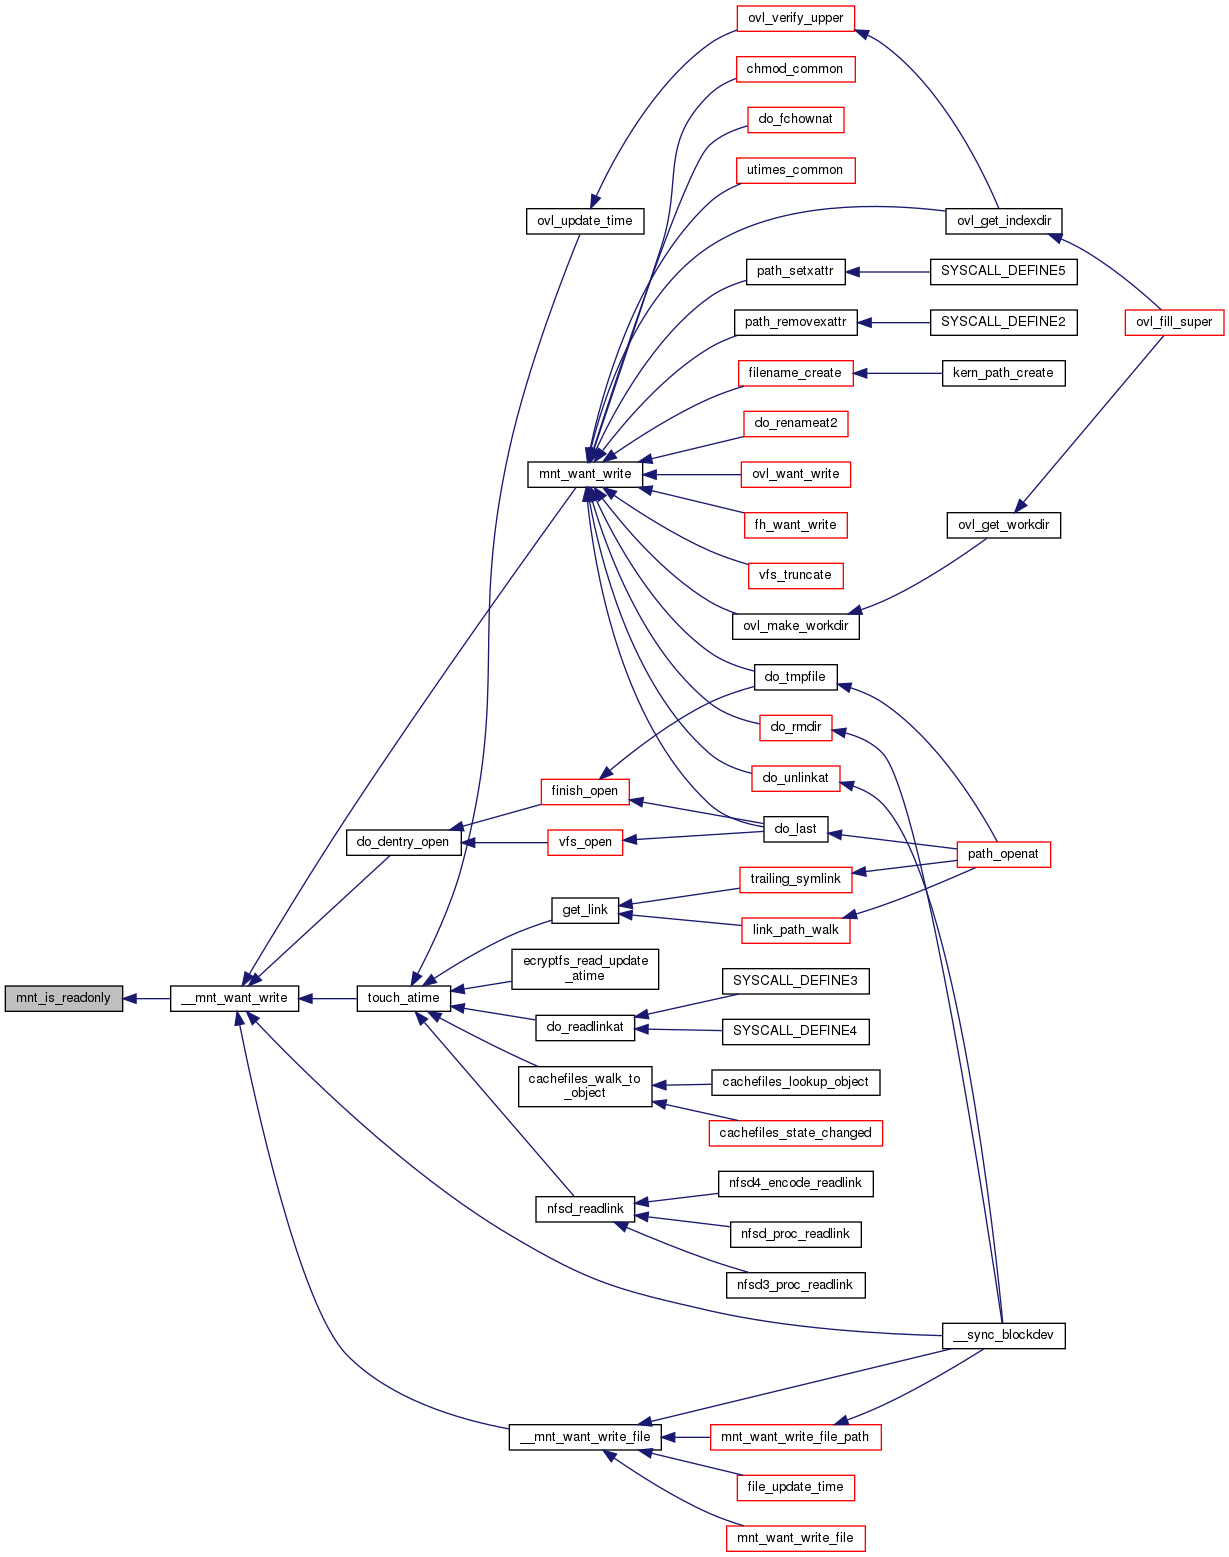 ovl_verify_upper
chmod_common
do_fchownat
utimes_common
ovl_update_time
ovl_get_indexdir
path_setxattr
SYSCALL_DEFINE5
path_removexattr
SYSCALL_DEFINE2
ovl_fill_super
filename_create
kern_path_create
do_renameat2
mnt_want_write
ovl_want_write
fh_want_write
ovl_get_workdir
vfs_truncate
ovl_make_workdir
do_tmpfile
do_rmdir
do_unlinkat
finish_open
do_last
do_dentry_open
vfs_open
path_openat
trailing_symlink
get_link
link_path_walk
ecryptfs_read_update
_atime
SYSCALL_DEFINE3
mnt_is_readonly
__mnt_want_write
touch_atime
do_readlinkat
SYSCALL_DEFINE4
cachefiles_walk_to
_object
cachefiles_lookup_object
cachefiles_state_changed
nfsd4_encode_readlink
nfsd_readlink
nfsd_proc_readlink
nfsd3_proc_readlink
__sync_blockdev
__mnt_want_write_file
mnt_want_write_file_path
file_update_time
mnt_want_write_file